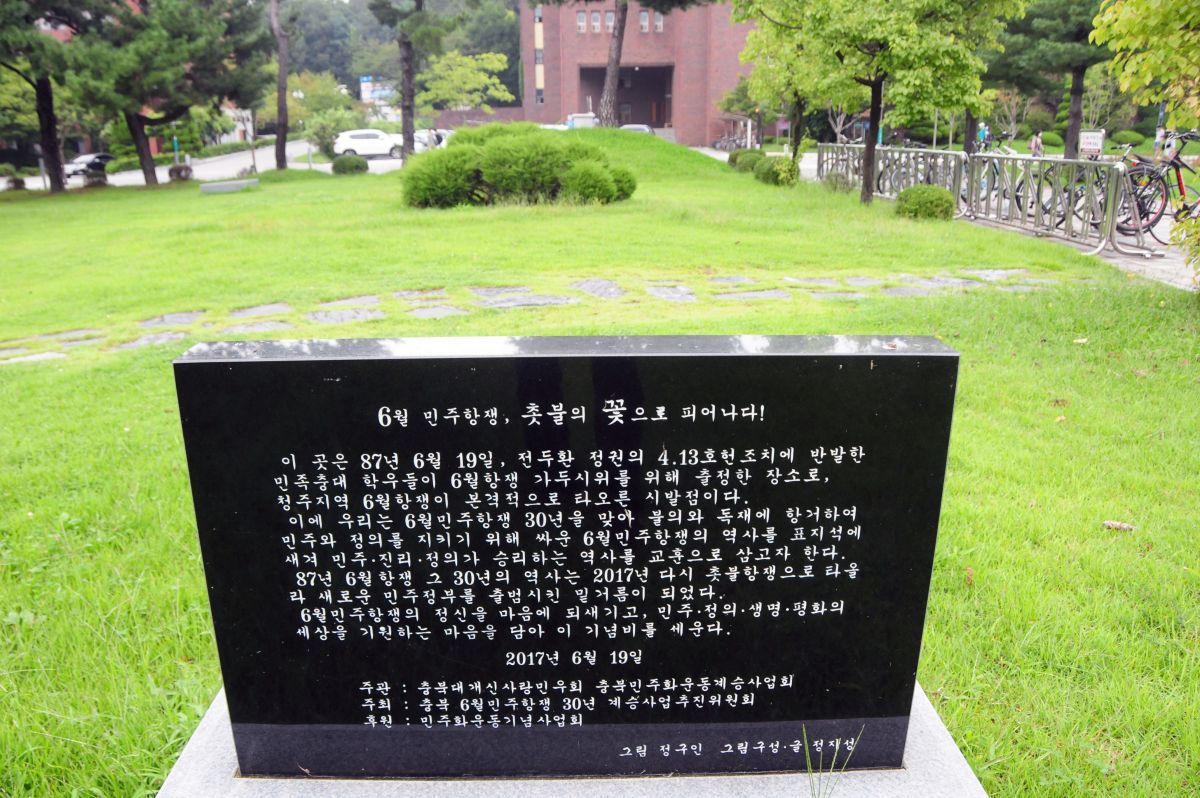 6월 민주항쟁, 촛불의 꽃으로 피어나다!
이 곳은 87년 6월 19일, 전두환 정권의 4.13호헌조치에 반발한
민족충대 학우들이 6월항쟁 가두시위를 위해 출정한 장소로,
청주지역 6월항쟁이 본격적으로 타오른 시발점이다.
이에 우리는 6월민주항쟁 30년을 맞아 불의와 독재에 항거하여
민주와 정의를 지키기 위해 싸운 6월민주항쟁의 역사를 표지석에
새겨 민주·진리·정의가 승리하는 역사를 교훈으로 삼고자 한다.
87년 6월항쟁 그 30년의 역사는 2017년 다시 촛불항쟁으로 타올
라 새로운 민주정부를 출범시킨 밑거름이 되었다.
6월민주항쟁의 정신을 마음에 되새기고, 민주·정의·생명·평화의
세상을 기원하는 마음을 담아 이 기념비를 세운다.
2017년 6월 19일
주관 : 충북대개신사랑민우회 충북민주화운동계승사업회
주최 : 충북 6월민주항쟁 30년 계승사업추진위원회
후원 : 민주화운동기념사업회
그림 정구인 그림구성·글 정지성